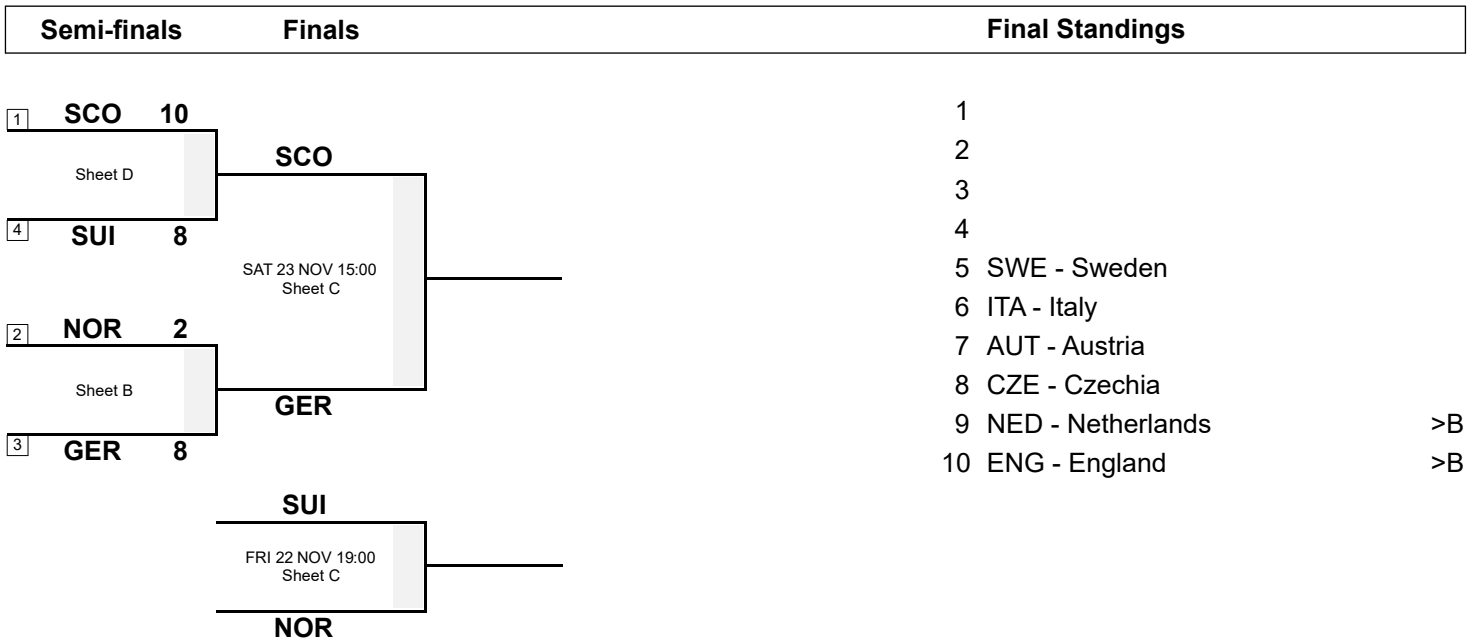 Semi-finals Finals Final Standings
1 SCO 10
Sheet D
4 SUI 8
SCO
SAT 23 NOV 15:00
Sheet C
2 NOR 2
Sheet B
3 GER 8
GER
SUI
FRI 22 NOV 19:00
Sheet C
NOR
1
2
3
4
5 SWE - Sweden
6 ITA - Italy
7 AUT - Austria
8 CZE - Czechia
9 NED - Netherlands >B
10 ENG - England >B